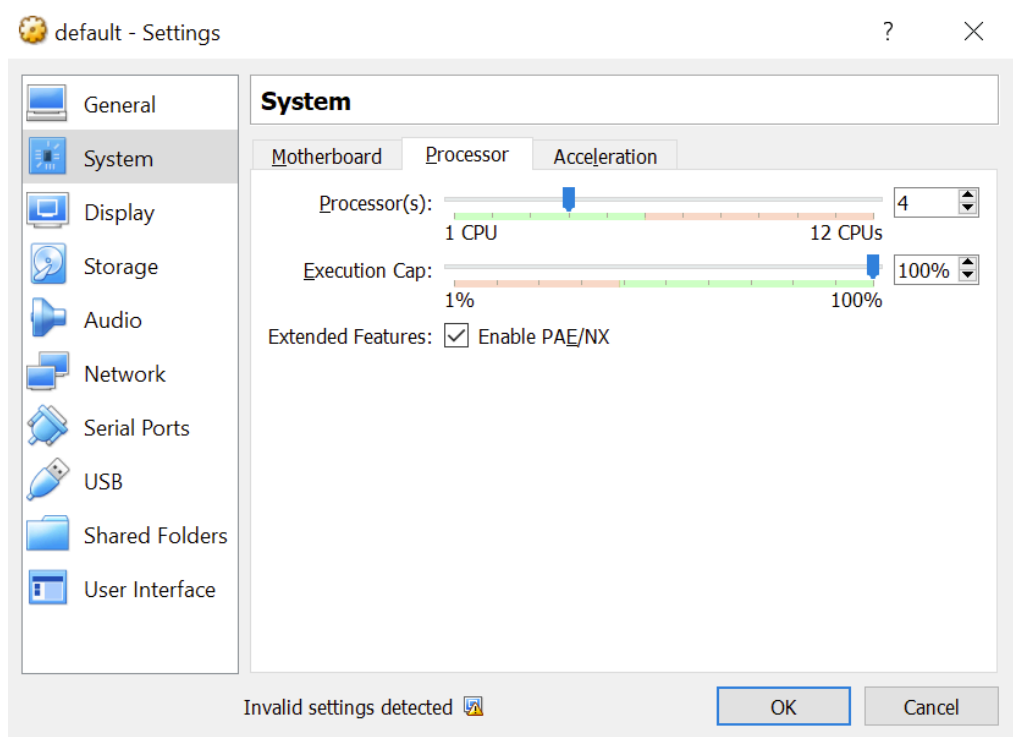 default - Settings
?
General
System
Display
Storage
Audio
Network
Serial Ports
USB
Shared Folders
User Interface
System
Motherboard Processor Acceleration
Processor(s): 4
1 CPU 12 CPUs
Execution Cap: 100%
1% 100%
Extended Features: Enable PAE/NX
Invalid settings detected
OK Cancel